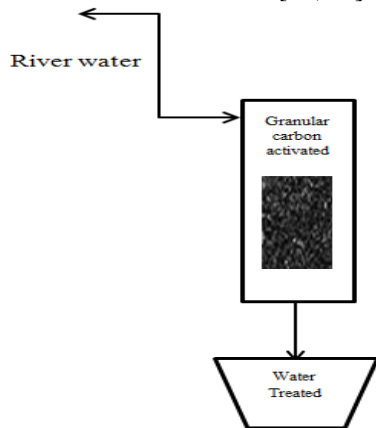 River water
Granular
carbon
activated
Water
Treated